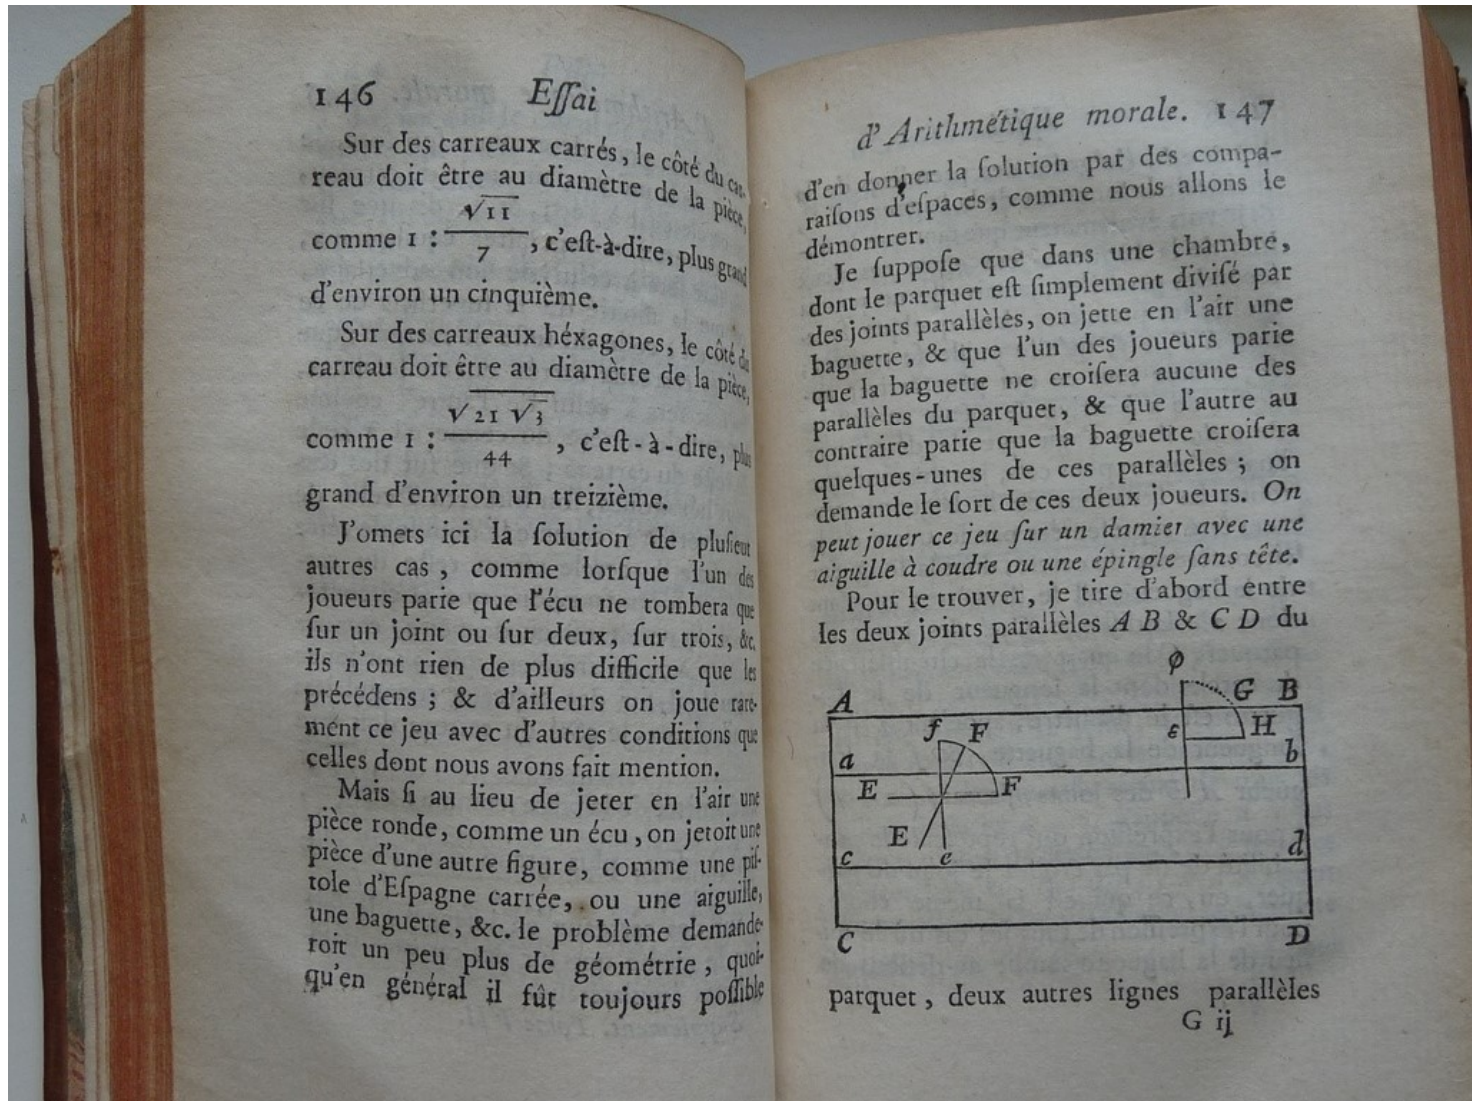 146 Eſſai
Sur des carreaux carrés, le côté du car-
reau doit être au diamètre de la pièce,
comme 1 : √11/7, c'eſt-à-dire, plus grand
d'environ un cinquième.
Sur des carreaux héxagones, le côté du
carreau doit être au diamètre de la pièce,
comme 1 : √21√3/44, c'eſt-à-dire, plus
grand d'environ un treizième.
J'omets ici la ſolution de pluſieurs
autres cas, comme lorſque l'un des
joueurs parie que l'écu ne tombera que
ſur un joint ou ſur deux, ſur trois, &c.
ils n'ont rien de plus difficile que les
précédens ; & d'ailleurs on joue rare-
ment ce jeu avec d'autres conditions que
celles dont nous avons fait mention.
Mais ſi au lieu de jeter en l'air une
pièce ronde, comme un écu, on jetoit une
pièce d'une autre figure, comme une piſ-
tole d'Eſpagne carrée, ou une aiguille,
une baguette, &c. le problème demande-
roit un peu plus de géométrie, quoi-
qu'en général il fût toujours poſſible
d'Arithmétique morale. 147
d'en donner la ſolution par des compa-
raiſons d'eſpaces, comme nous allons le
démontrer.
Je ſuppoſe que dans une chambre,
dont le parquet eſt ſimplement diviſé par
des joints parallèles, on jette en l'air une
baguette, & que l'un des joueurs parie
que la baguette ne croiſera aucune des
parallèles du parquet, & que l'autre au
contraire parie que la baguette croiſera
quelques-unes de ces parallèles ; on
demande le ſort de ces deux joueurs. On
peut jouer ce jeu ſur un damier avec une
aiguille à coudre ou une épingle ſans tête.
Pour le trouver, je tire d'abord entre
les deux joints parallèles A B & C D du
φ
A G B
f F ε H
a b
E F
E
c e d
C D
parquet, deux autres lignes parallèles
G ij